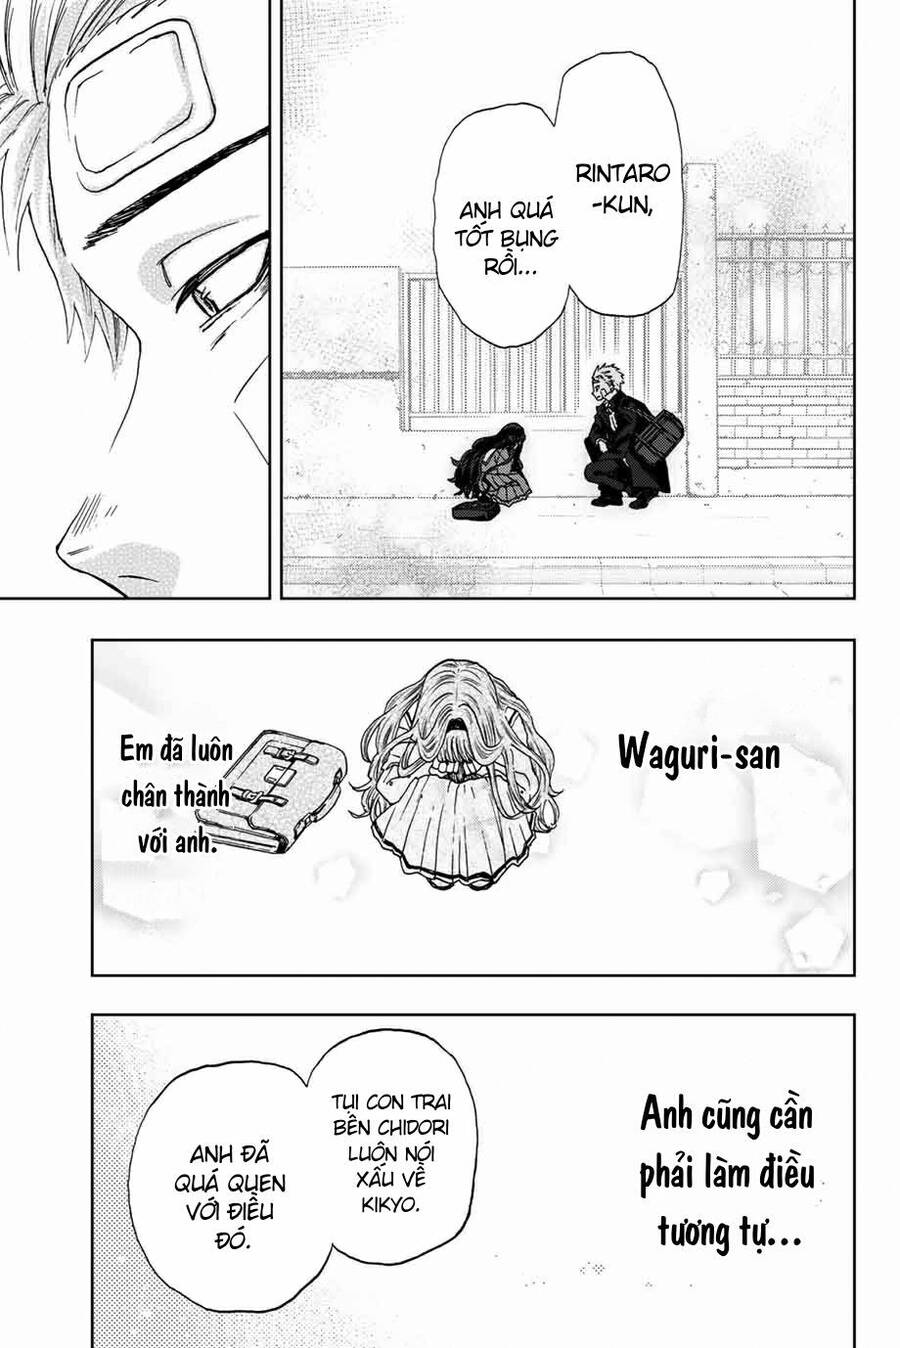 RINTARO
-KUN,
ANH QUÁ
TỐT BỤNG
RỒI...
Waguri-san
Em đã luôn
chân thành
với anh.
Anh cũng cần
phải làm điều
tương tự...
TỤI CON TRAI
BÊN CHIDORI
LUÔN NÓI
XẤU VỀ
KIKYO.
ANH ĐÃ
QUÁ QUEN
VỚI ĐIỀU
ĐÓ.